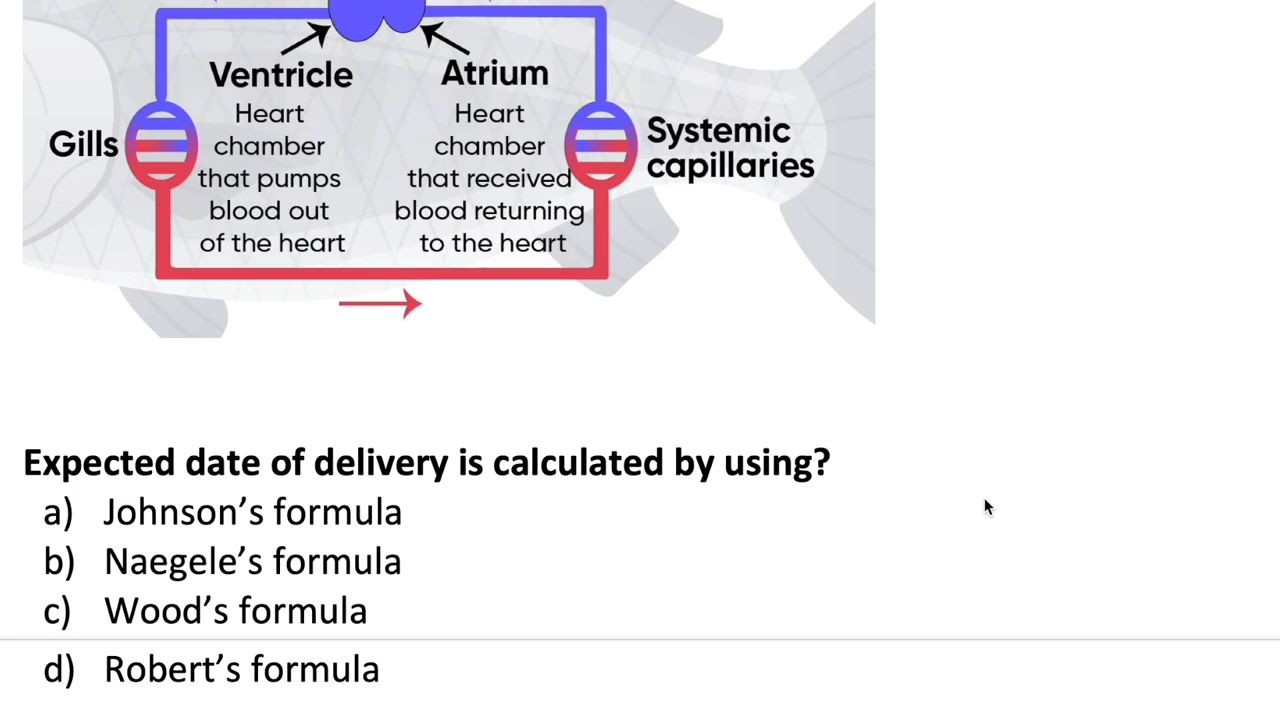 Ventricle
Heart
chamber
that pumps
blood out
of the heart
Atrium
Heart
chamber
that received
blood returning
to the heart
Gills
Systemic
capillaries
Expected date of delivery is calculated by using?
a) Johnson’s formula
b) Naegele’s formula
c) Wood’s formula
d) Robert’s formula